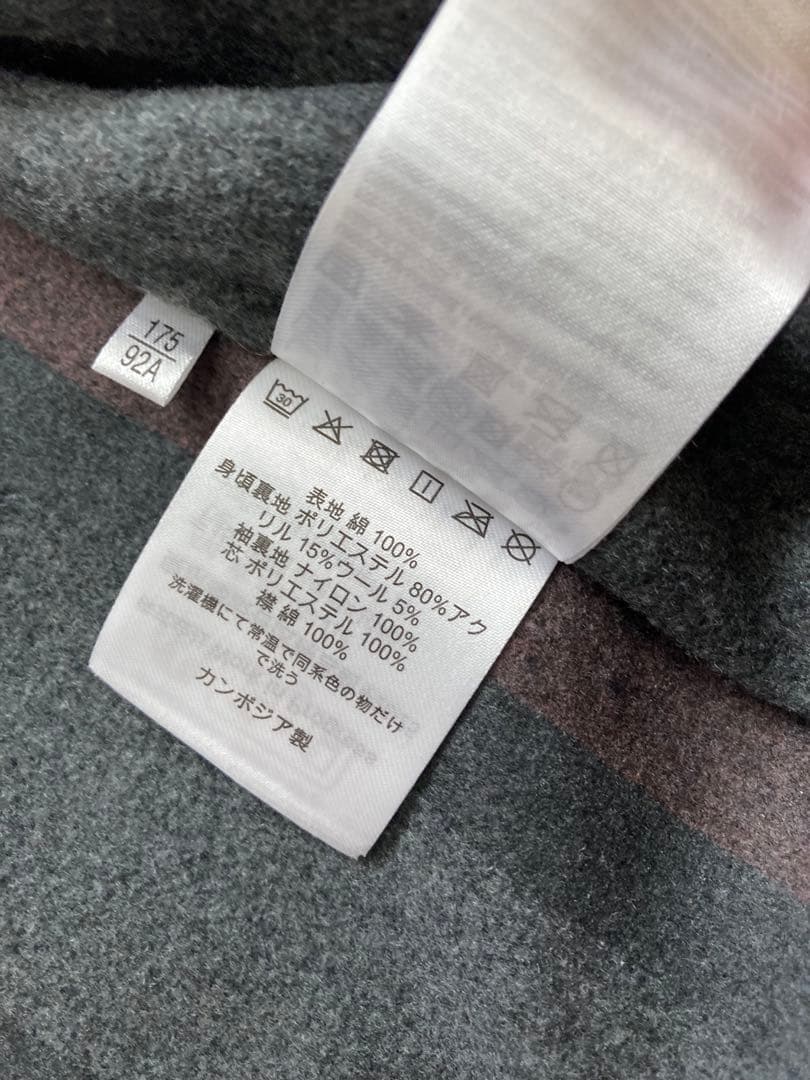 175
92A
30
表地 綿 100%
身頃裏地 ポリエステル 80%アク
リル 15%ウール 5%
袖裏地 ナイロン 100%
芯 ポリエステル 100%
襟 綿 100%
洗濯機にて常温で同系色の物だけ
で洗う
カンボジア製